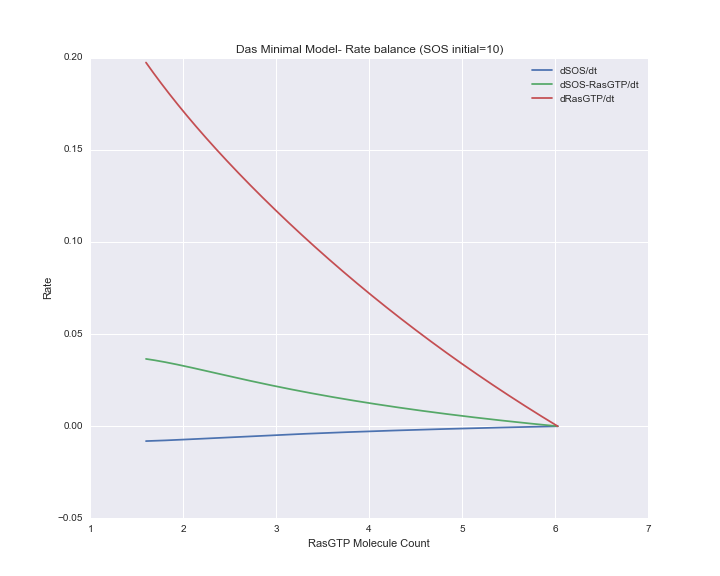 Das Minimal Model- Rate balance (SOS initial=10)
0.20
0.15
0.10
0.05
0.00
−0.05
Rate
dSOS/dt
dSOS-RasGTP/dt
dRasGTP/dt
1 2 3 4 5 6 7
RasGTP Molecule Count